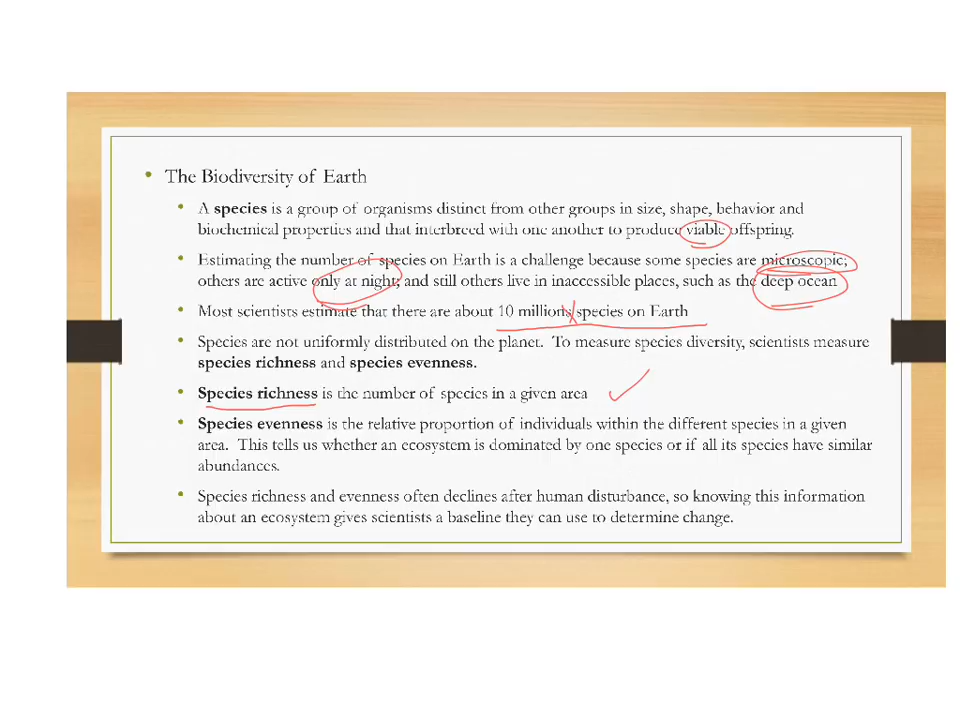 The Biodiversity of Earth
A species is a group of organisms distinct from other groups in size, shape, behavior and
biochemical properties and that interbreed with one another to produce viable offspring.
Estimating the number of species on Earth is a challenge because some species are microscopic;
others are active only at night; and still others live in inaccessible places, such as the deep ocean
Most scientists estimate that there are about 10 millions species on Earth
Species are not uniformly distributed on the planet. To measure species diversity, scientists measure
species richness and species evenness.
Species richness is the number of species in a given area
Species evenness is the relative proportion of individuals within the different species in a given
area. This tells us whether an ecosystem is dominated by one species or if all its species have similar
abundances.
Species richness and evenness often declines after human disturbance, so knowing this information
about an ecosystem gives scientists a baseline they can use to determine change.